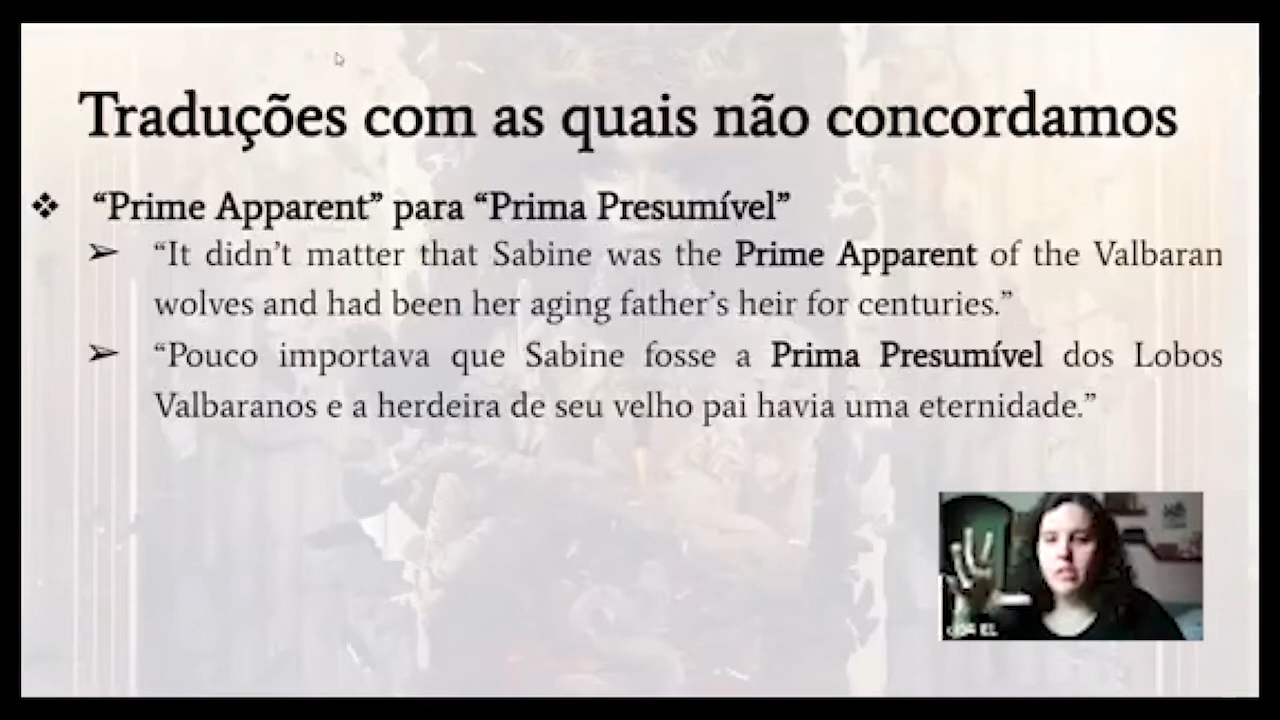 Traduções com as quais não concordamos
“Prime Apparent” para “Prima Presumível”
“It didn’t matter that Sabine was the Prime Apparent of the Valbaran
wolves and had been her aging father’s heir for centuries.”
“Pouco importava que Sabine fosse a Prima Presumível dos Lobos
Valbaranos e a herdeira de seu velho pai havia uma eternidade.”